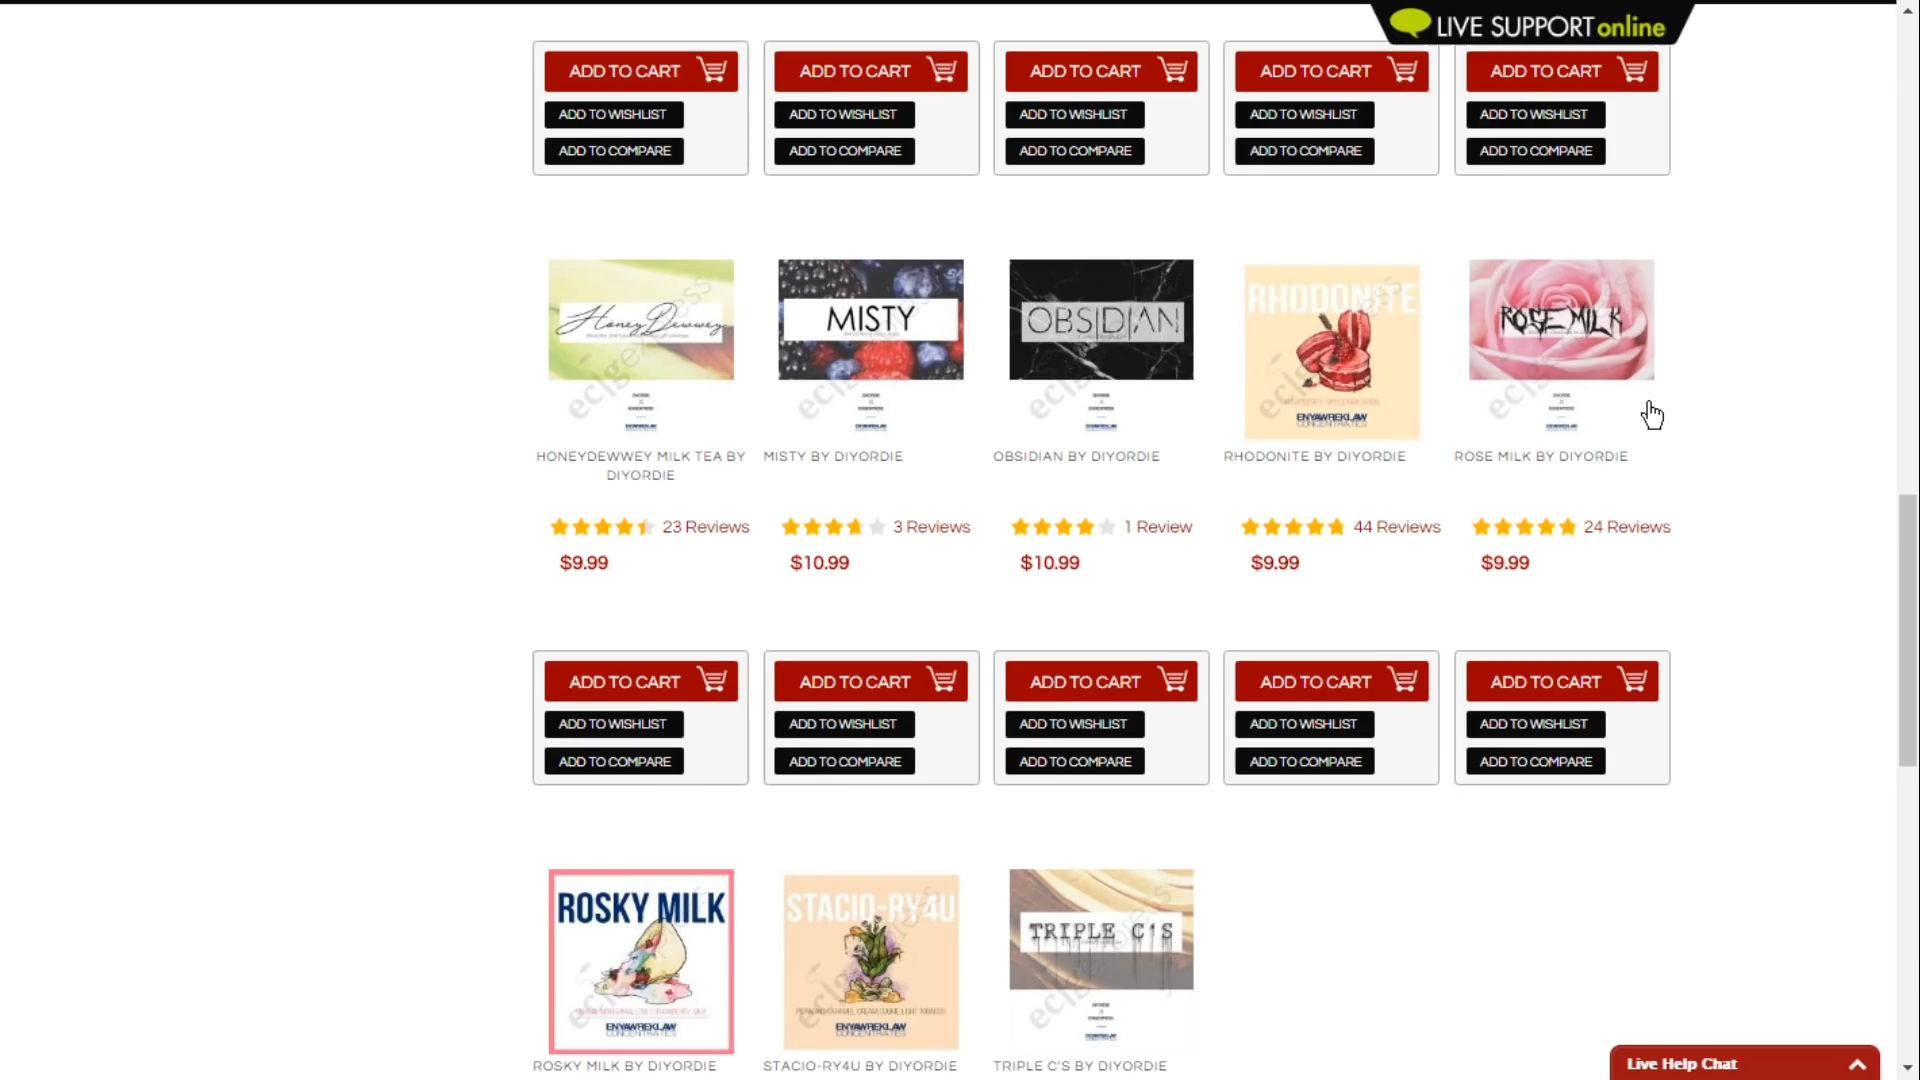 LIVE SUPPORT online
ADD TO CART ADD TO CART ADD TO CART ADD TO CART ADD TO CART
ADD TO WISHLIST ADD TO WISHLIST ADD TO WISHLIST ADD TO WISHLIST ADD TO WISHLIST
ADD TO COMPARE ADD TO COMPARE ADD TO COMPARE ADD TO COMPARE ADD TO COMPARE
Honey Dewwey MISTY OBSIDIAN RHODONITE ROSE MILK
ENYAWREKLAW
CONCENTRATES
HONEYDEWWEY MILK TEA BY DIYORDIE MISTY BY DIYORDIE OBSIDIAN BY DIYORDIE RHODONITE BY DIYORDIE ROSE MILK BY DIYORDIE
23 Reviews 3 Reviews 1 Review 44 Reviews 24 Reviews
$9.99 $10.99 $10.99 $9.99 $9.99
ADD TO CART ADD TO CART ADD TO CART ADD TO CART ADD TO CART
ADD TO WISHLIST ADD TO WISHLIST ADD TO WISHLIST ADD TO WISHLIST ADD TO WISHLIST
ADD TO COMPARE ADD TO COMPARE ADD TO COMPARE ADD TO COMPARE ADD TO COMPARE
ROSKY MILK STACIO-RY4U TRIPLE C'S
ENYAWREKLAW ENYAWREKLAW
CONCENTRATES CONCENTRATES
ROSKY MILK BY DIYORDIE STACIO-RY4U BY DIYORDIE TRIPLE C'S BY DIYORDIE
Live Help Chat